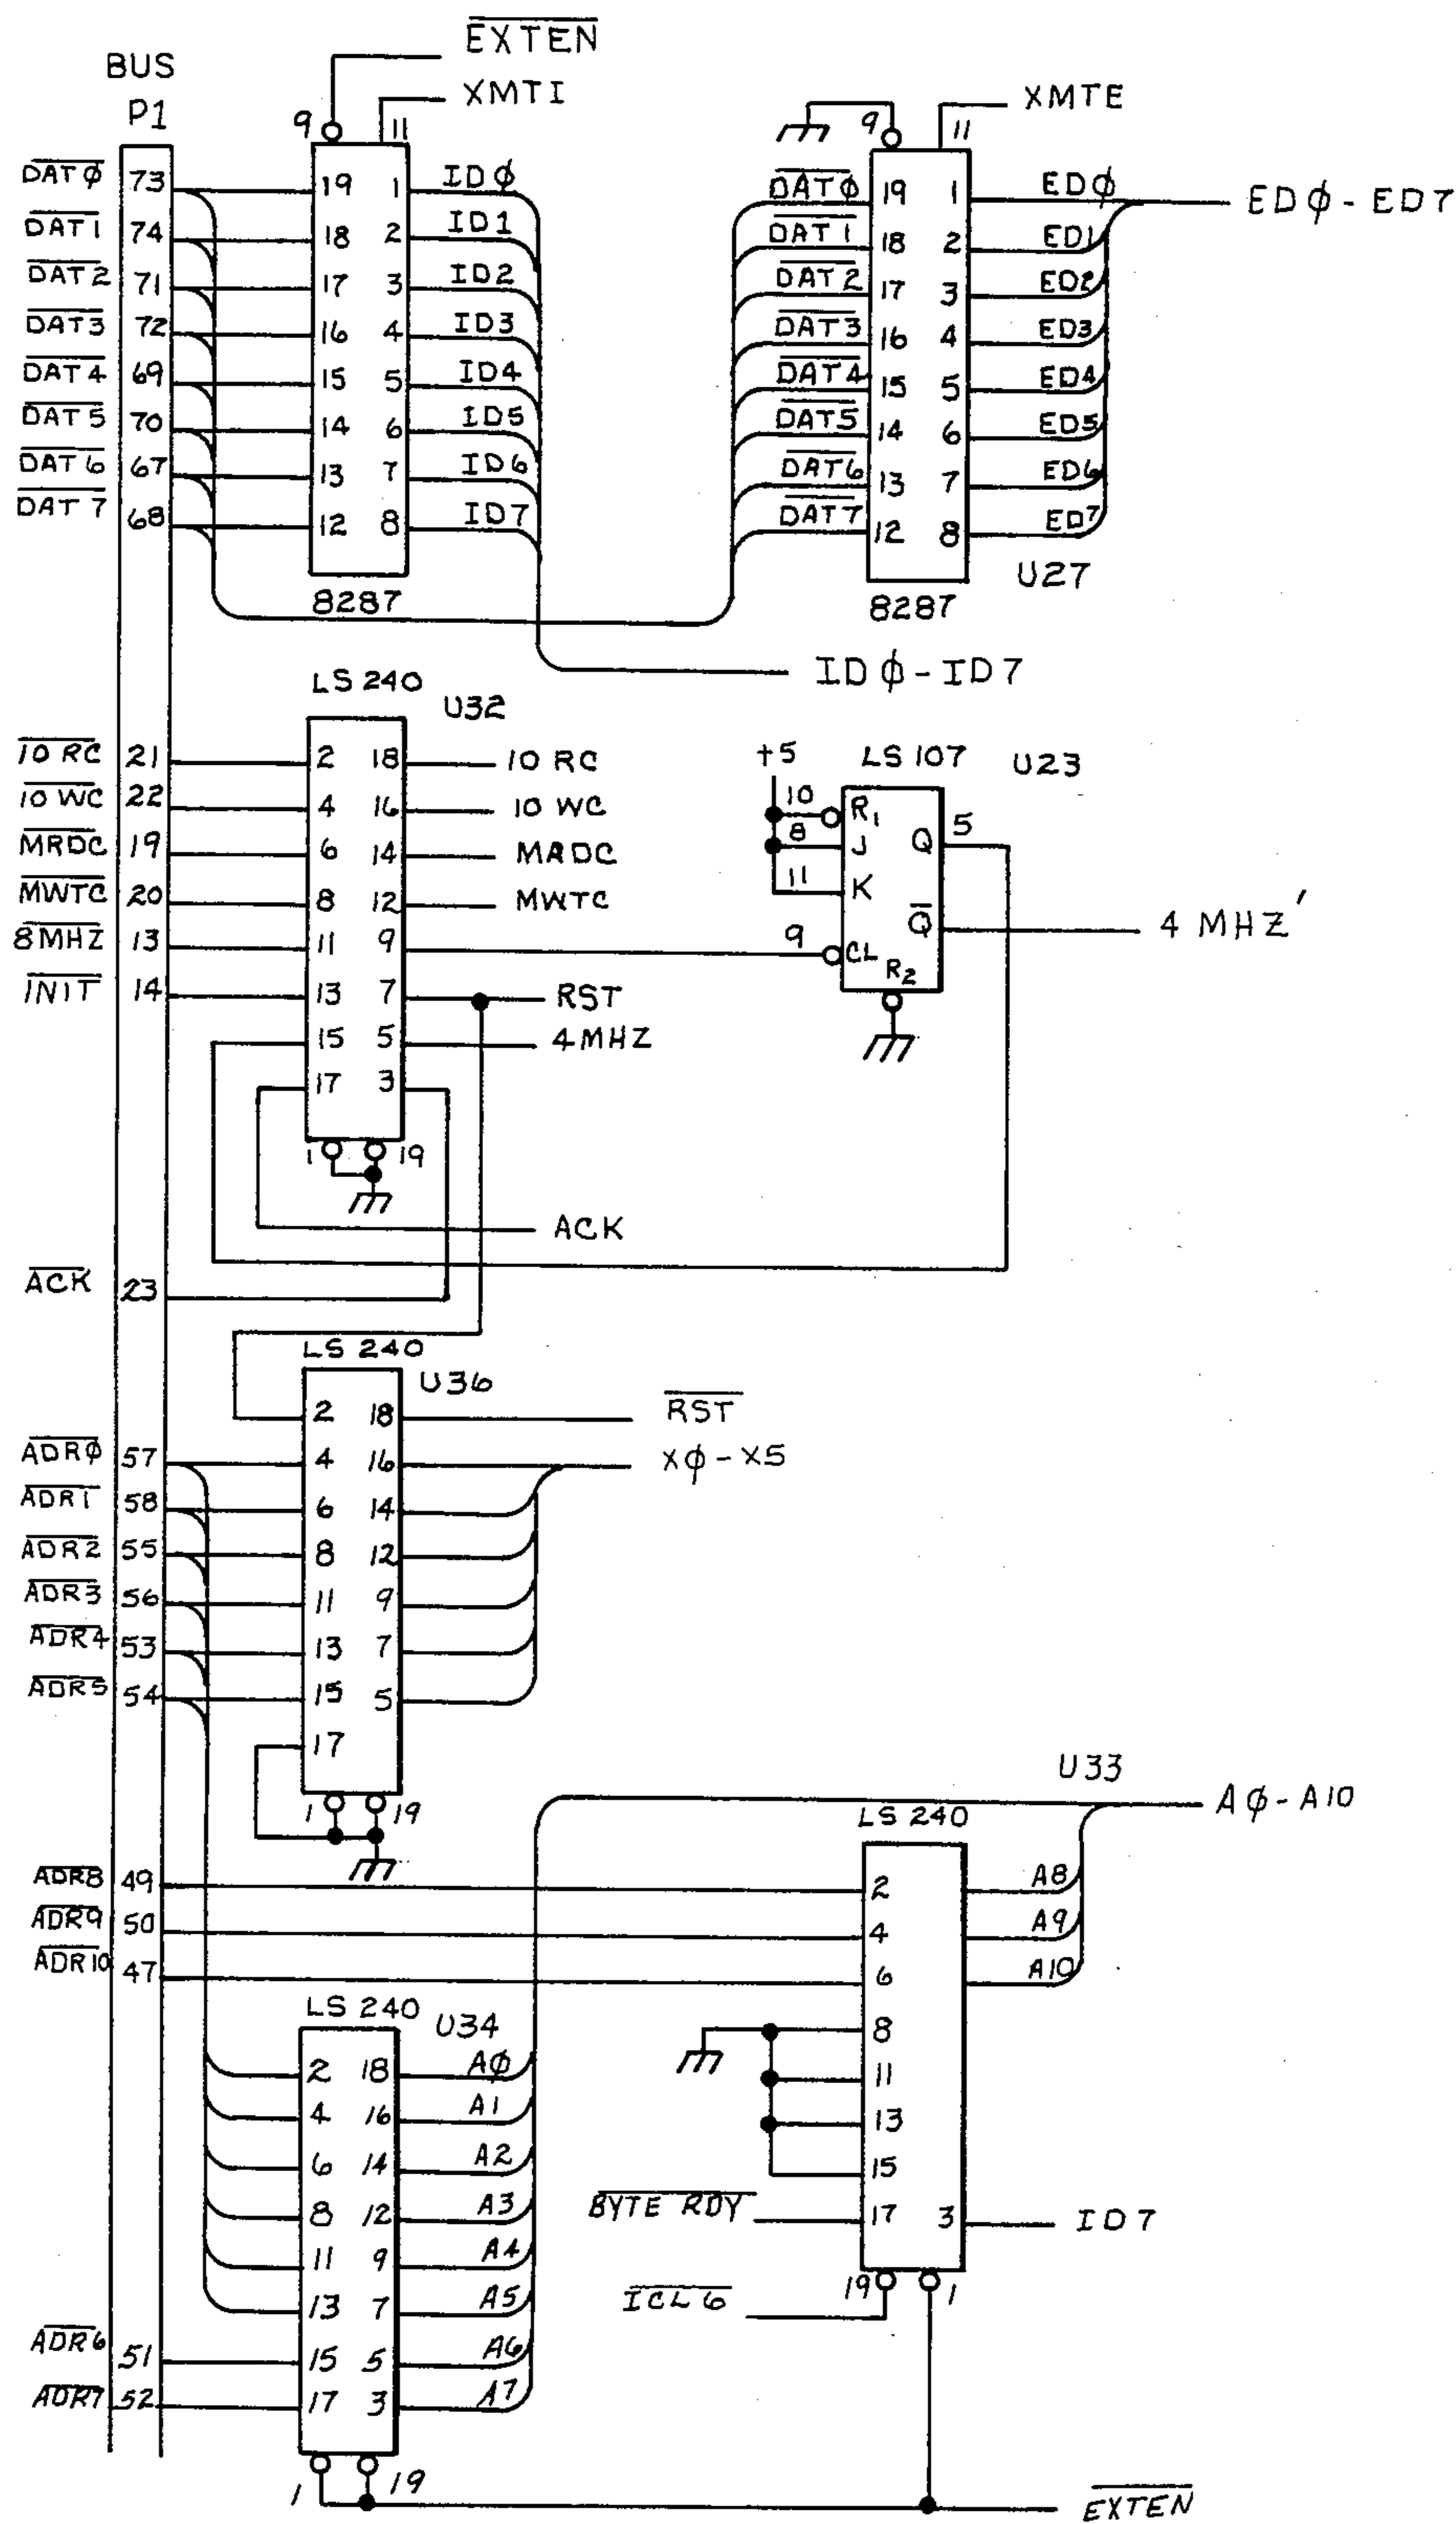 BUS
P1
EXTEN
XMTI
XMTE
9 11
9 11
DATφ 73 19 1 IDφ
DAT1 74 18 2 ID1
DAT2 71 17 3 ID2
DAT3 72 16 4 ID3
DAT4 69 15 5 ID4
DAT5 70 14 6 ID5
DAT6 67 13 7 ID6
DAT7 68 12 8 ID7
8287
DATφ 19 1 EDφ
DAT1 18 2 ED1
DAT2 17 3 ED2
DAT3 16 4 ED3
DAT4 15 5 ED4
DAT5 14 6 ED5
DAT6 13 7 ED6
DAT7 12 8 ED7
EDφ-ED7
U27
8287
IDφ-ID7
LS 240
U32
IORC 21 2 18 IORC
IOWC 22 4 16 IOWC
MRDC 19 6 14 MRDC
MWTC 20 8 12 MWTC
8MHZ 13 11 9
INIT 14 13 7 RST
15 5 4MHZ
17 3
1 19
ACK
ACK 23
+5
LS 107
U23
10 R1
8 J Q 5
11 K
Q 4 MHZ'
9 CL
R2
LS 240
U36
2 18 RST
ADRφ 57 4 16 Xφ-X5
ADR1 58 6 14
ADR2 55 8 12
ADR3 56 11 9
ADR4 53 13 7
ADR5 54 15 5
17
1 19
U33
LS 240
Aφ-A10
ADR8 49 2 A8
ADR9 50 4 A9
ADR10 47 6 A10
8
11
13
15
BYTE RDY 17 3 ID7
ICL6 19 1
LS 240
U34
2 18 Aφ
4 16 A1
6 14 A2
8 12 A3
11 9 A4
13 7 A5
ADR6 51 15 5 A6
ADR7 52 17 3 A7
1 19
EXTEN